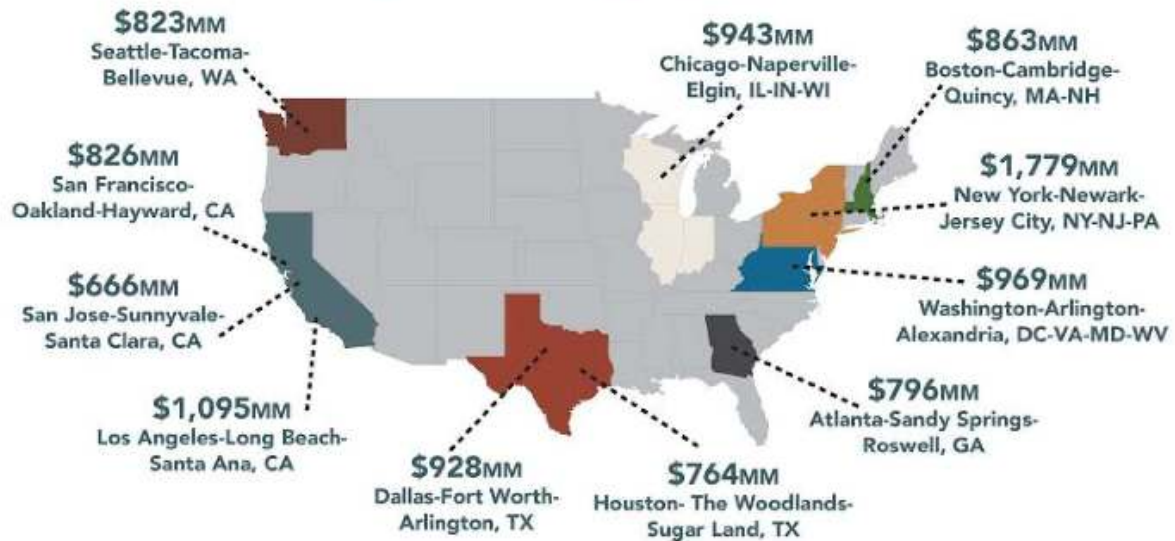 $823MM
Seattle-Tacoma-
Bellevue, WA
$826MM
San Francisco-
Oakland-Hayward, CA
$666MM
San Jose-Sunnyvale-
Santa Clara, CA
$1,095MM
Los Angeles-Long Beach-
Santa Ana, CA
$928MM
Dallas-Fort Worth-
Arlington, TX
$764MM
Houston- The Woodlands-
Sugar Land, TX
$943MM
Chicago-Naperville-
Elgin, IL-IN-WI
$863MM
Boston-Cambridge-
Quincy, MA-NH
$1,779MM
New York-Newark-
Jersey City, NY-NJ-PA
$969MM
Washington-Arlington-
Alexandria, DC-VA-MD-WV
$796MM
Atlanta-Sandy Springs-
Roswell, GA